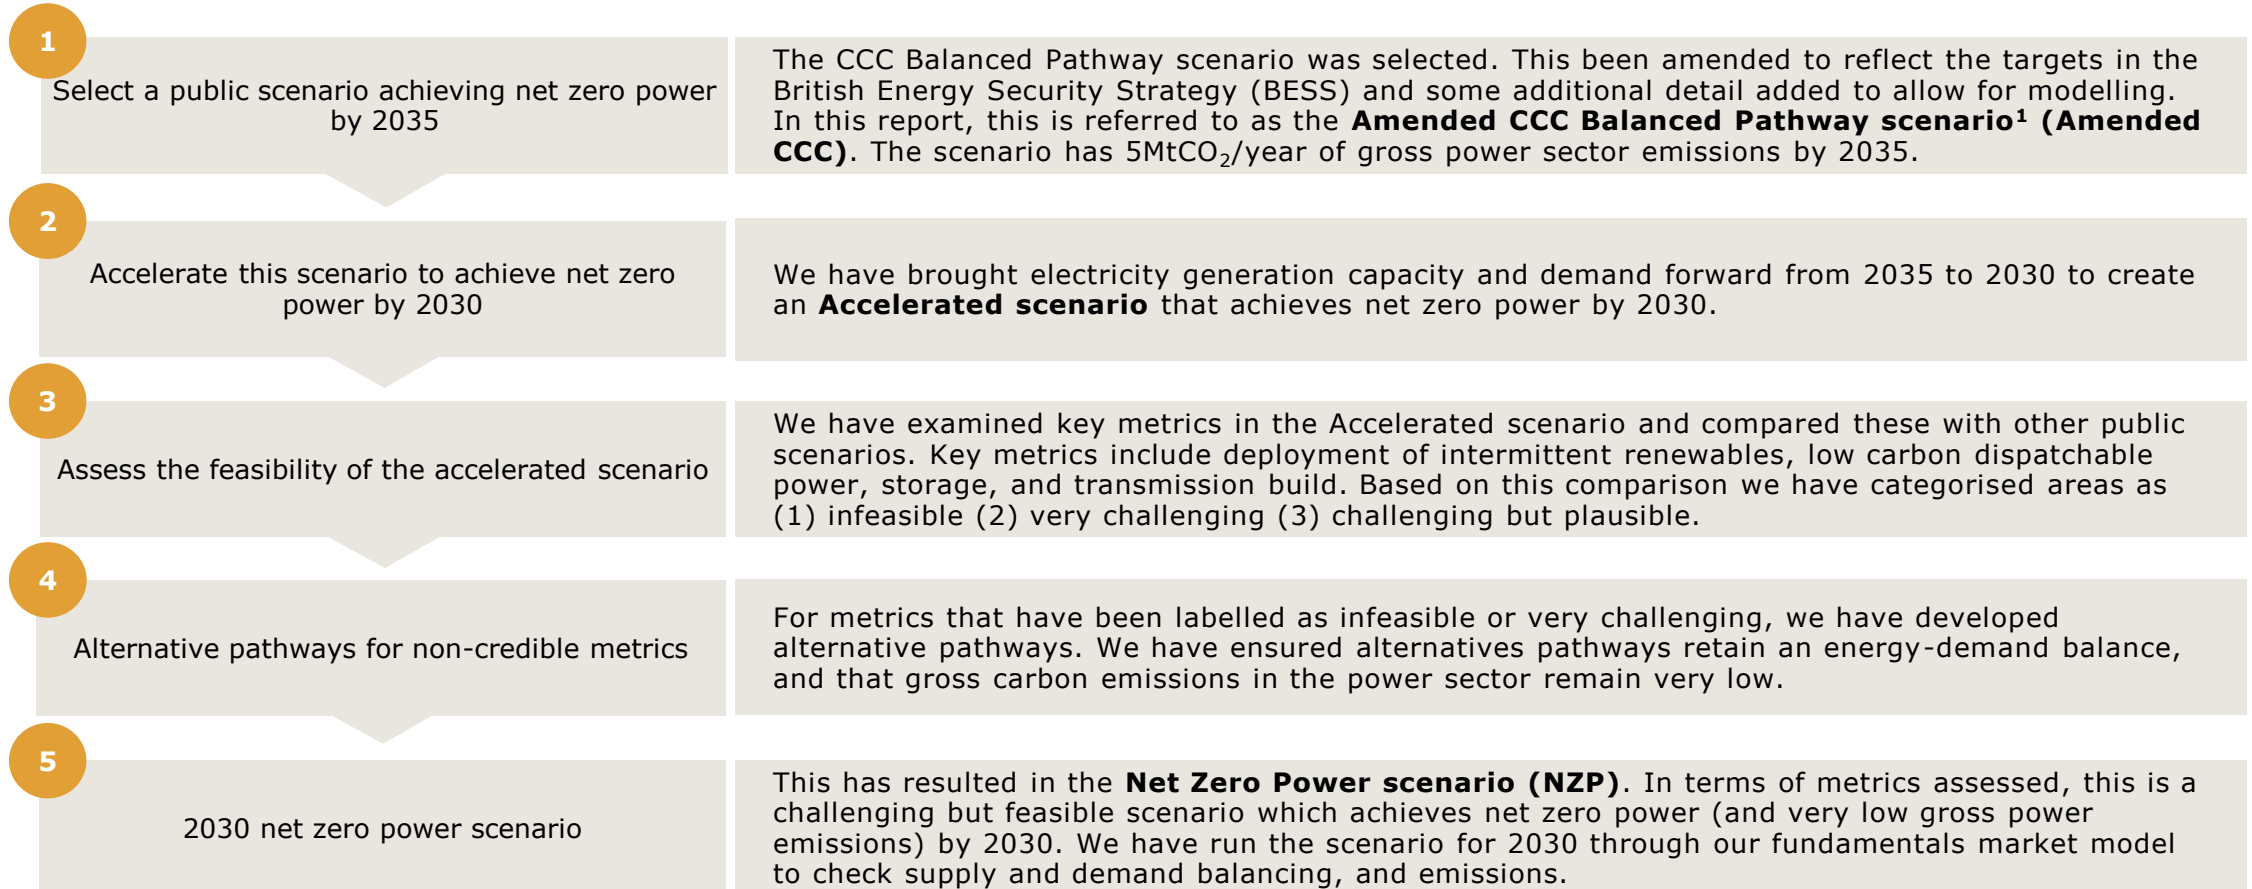 1
Select a public scenario achieving net zero power
by 2035
The CCC Balanced Pathway scenario was selected. This been amended to reflect the targets in the
British Energy Security Strategy (BESS) and some additional detail added to allow for modelling.
In this report, this is referred to as the Amended CCC Balanced Pathway scenario¹ (Amended
CCC). The scenario has 5MtCO₂/year of gross power sector emissions by 2035.
2
Accelerate this scenario to achieve net zero
power by 2030
We have brought electricity generation capacity and demand forward from 2035 to 2030 to create
an Accelerated scenario that achieves net zero power by 2030.
3
Assess the feasibility of the accelerated scenario
We have examined key metrics in the Accelerated scenario and compared these with other public
scenarios. Key metrics include deployment of intermittent renewables, low carbon dispatchable
power, storage, and transmission build. Based on this comparison we have categorised areas as
(1) infeasible (2) very challenging (3) challenging but plausible.
4
Alternative pathways for non-credible metrics
For metrics that have been labelled as infeasible or very challenging, we have developed
alternative pathways. We have ensured alternatives pathways retain an energy-demand balance,
and that gross carbon emissions in the power sector remain very low.
5
2030 net zero power scenario
This has resulted in the Net Zero Power scenario (NZP). In terms of metrics assessed, this is a
challenging but feasible scenario which achieves net zero power (and very low gross power
emissions) by 2030. We have run the scenario for 2030 through our fundamentals market model
to check supply and demand balancing, and emissions.